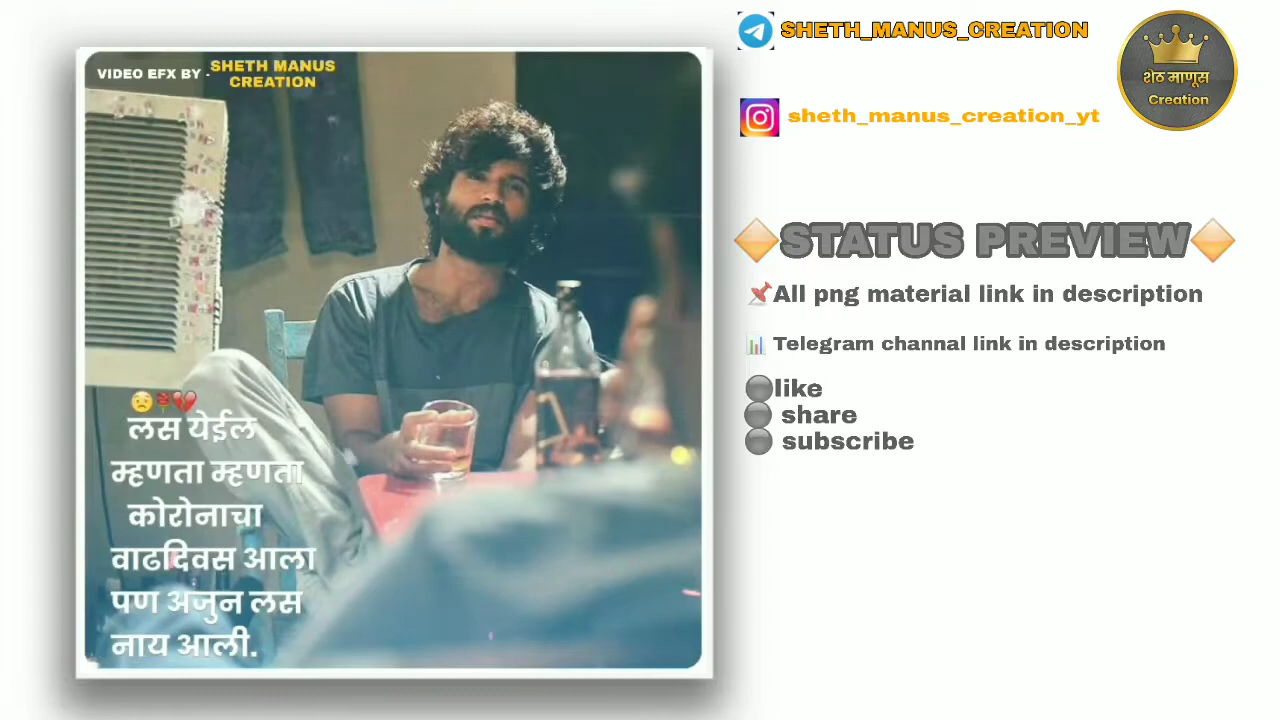 VIDEO EFX BY -
SHETH MANUS
CREATION
लस येईल
म्हणता म्हणता
कोरोनाचा
वाढदिवस आला
पण अजुन लस
नाय आली.
SHETH_MANUS_CREATION
शेठ माणूस
Creation
sheth_manus_creation_yt
STATUS PREVIEW
All png material link in description
Telegram channal link in description
like
share
subscribe